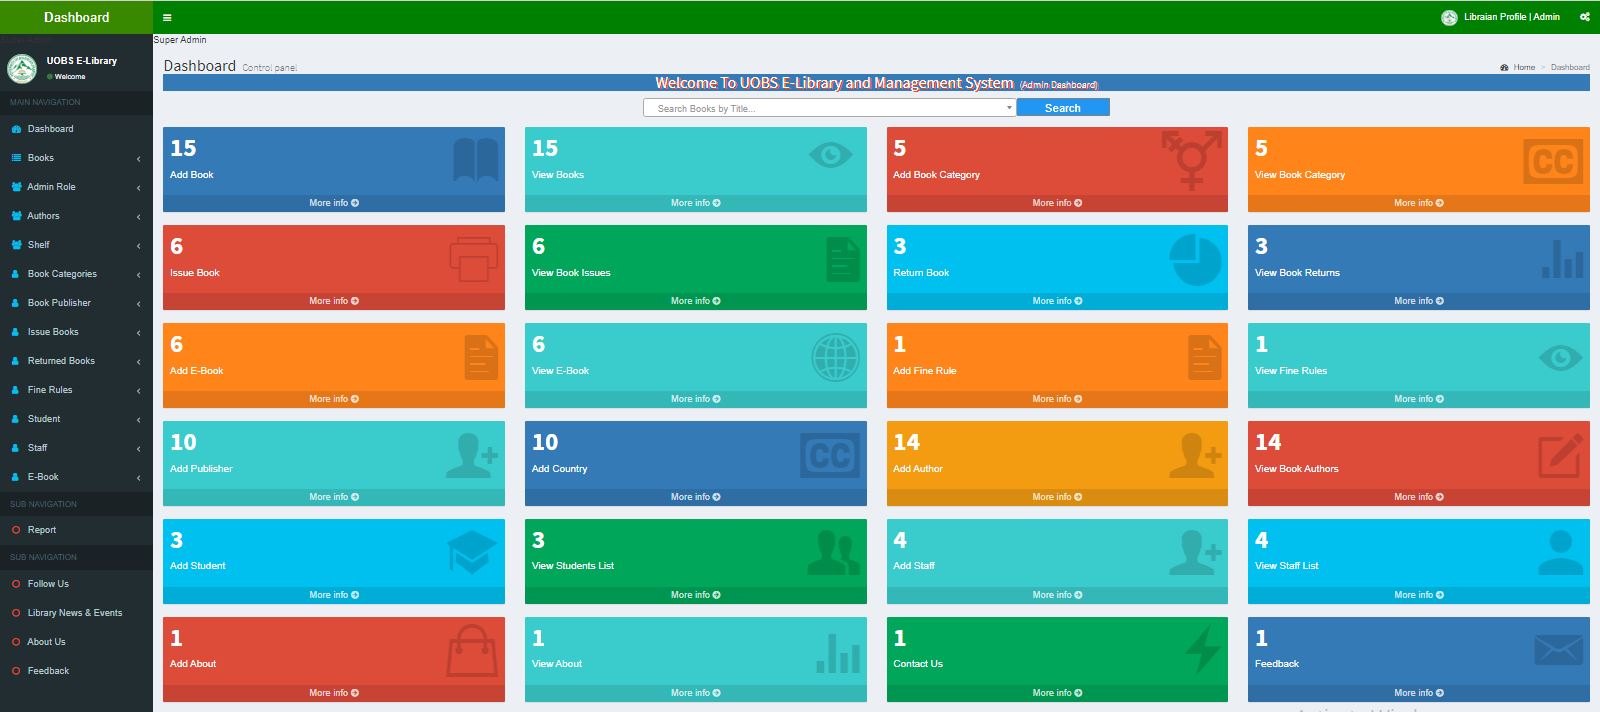 Dashboard
Libraian Profile | Admin
Super Admin
UOBS E-Library
Welcome
MAIN NAVIGATION
Dashboard
Books
Admin Role
Authors
Shelf
Book Categories
Book Publisher
Issue Books
Returned Books
Fine Rules
Student
Staff
E-Book
SUB NAVIGATION
Report
SUB NAVIGATION
Follow Us
Library News & Events
About Us
Feedback
Dashboard Control panel
Home > Dashboard
Welcome To UOBS E-Library and Management System (Admin Dashboard)
Search Books by Title... Search
15
Add Book
More info
15
View Books
More info
5
Add Book Category
More info
5
CC
View Book Category
More info
6
Issue Book
More info
6
View Book Issues
More info
3
Return Book
More info
3
View Book Returns
More info
6
Add E-Book
More info
6
View E-Book
More info
1
Add Fine Rule
More info
1
View Fine Rules
More info
10
Add Publisher
More info
10
CC
Add Country
More info
14
Add Author
More info
14
View Book Authors
More info
3
Add Student
More info
3
View Students List
More info
4
Add Staff
More info
4
View Staff List
More info
1
Add About
More info
1
View About
More info
1
Contact Us
More info
1
Feedback
More info